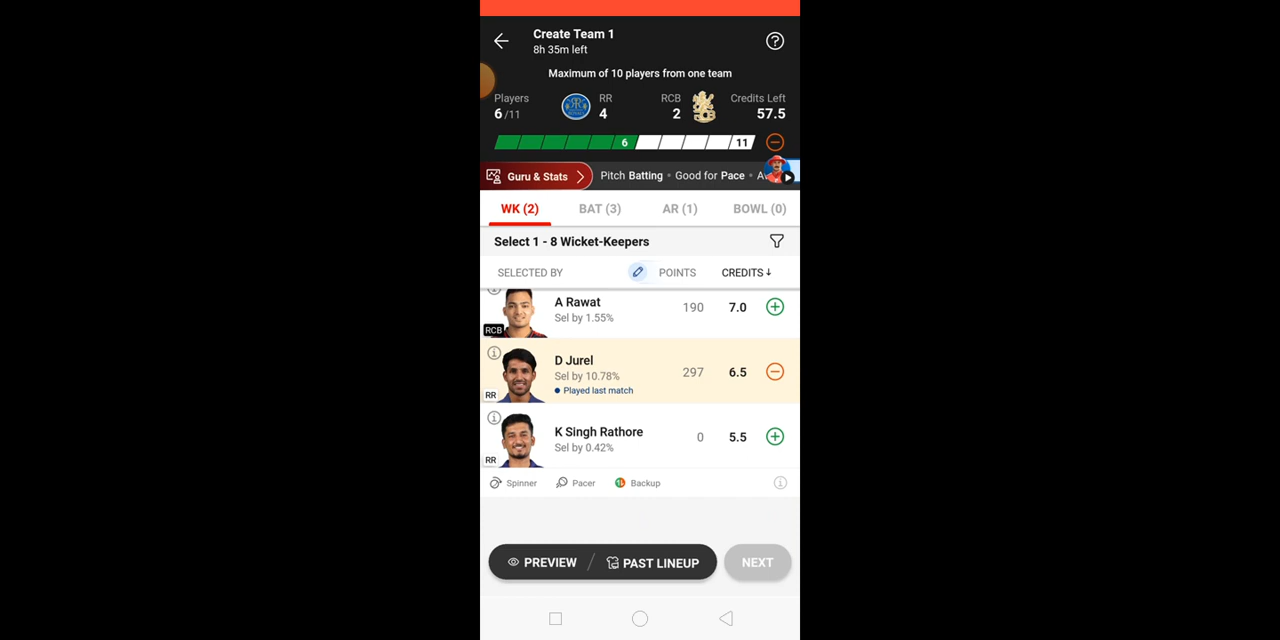 Create Team 1
8h 35m left
Maximum of 10 players from one team
Players RR RCB Credits Left
6/11 4 2 57.5
6 11
Guru & Stats Pitch Batting • Good for Pace • A
WK (2) BAT (3) AR (1) BOWL (0)
Select 1 - 8 Wicket-Keepers
SELECTED BY POINTS CREDITS↓
A Rawat 190 7.0
Sel by 1.55%
RCB
D Jurel 297 6.5
Sel by 10.78%
Played last match
RR
K Singh Rathore 0 5.5
Sel by 0.42%
RR
Spinner Pacer Backup
PREVIEW / PAST LINEUP NEXT